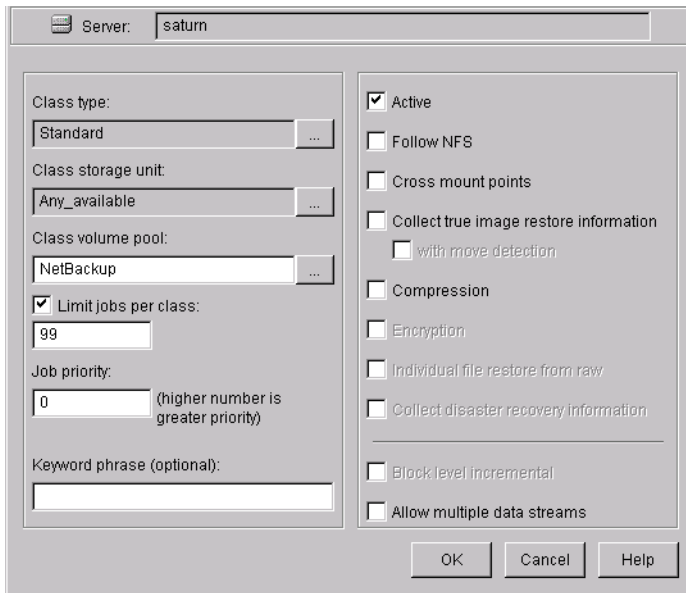 Server: saturn
Class type:
Standard ...
Class storage unit:
Any_available ...
Class volume pool:
NetBackup ...
Limit jobs per class:
99
Job priority:
0 (higher number is
greater priority)
Keyword phrase (optional):
Active
Follow NFS
Cross mount points
Collect true image restore information
with move detection
Compression
Encryption
Individual file restore from raw
Collect disaster recovery information
Block level incremental
Allow multiple data streams
OK Cancel Help